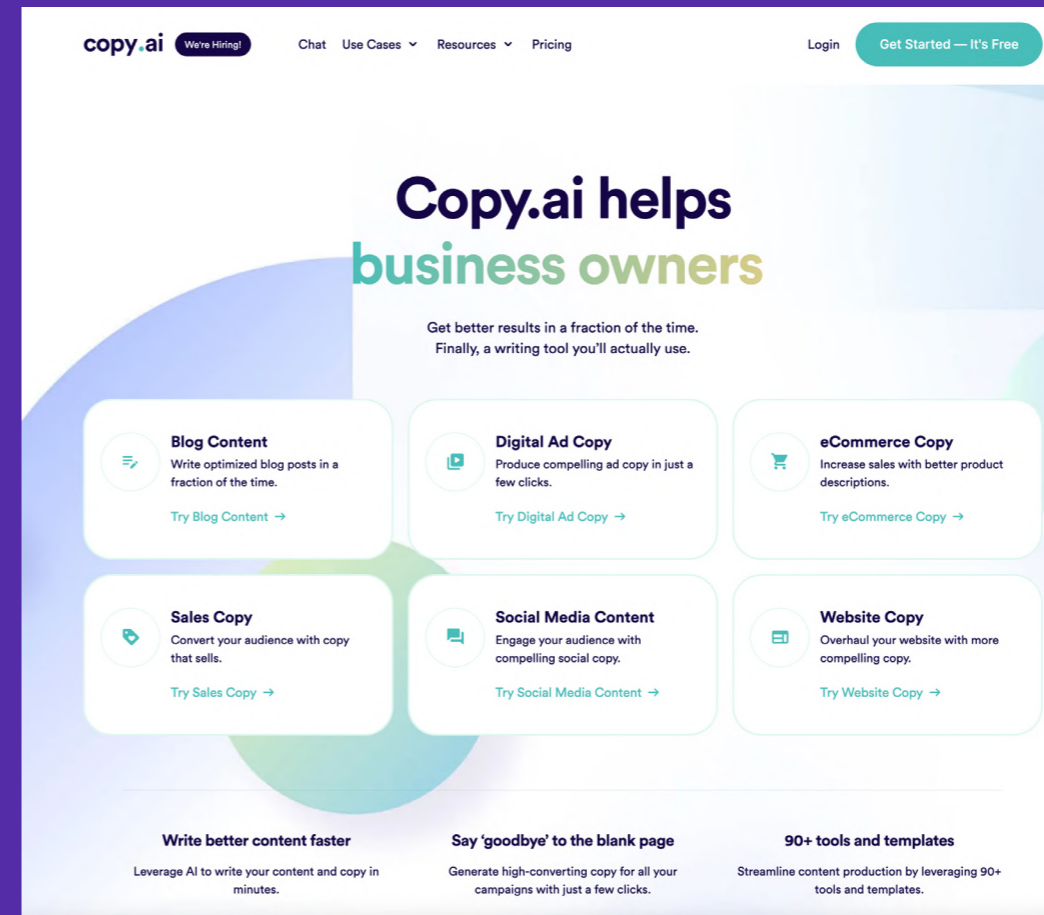 copy.ai We're Hiring! Chat Use Cases Resources Pricing Login Get Started — It's Free
Copy.ai helps
business owners
Get better results in a fraction of the time.
Finally, a writing tool you'll actually use.
Blog Content
Write optimized blog posts in a
fraction of the time.
Try Blog Content →
Digital Ad Copy
Produce compelling ad copy in just a
few clicks.
Try Digital Ad Copy →
eCommerce Copy
Increase sales with better product
descriptions.
Try eCommerce Copy →
Sales Copy
Convert your audience with copy
that sells.
Try Sales Copy →
Social Media Content
Engage your audience with
compelling social copy.
Try Social Media Content →
Website Copy
Overhaul your website with more
compelling copy.
Try Website Copy →
Write better content faster
Leverage AI to write your content and copy in
minutes.
Say ‘goodbye’ to the blank page
Generate high-converting copy for all your
campaigns with just a few clicks.
90+ tools and templates
Streamline content production by leveraging 90+
tools and templates.